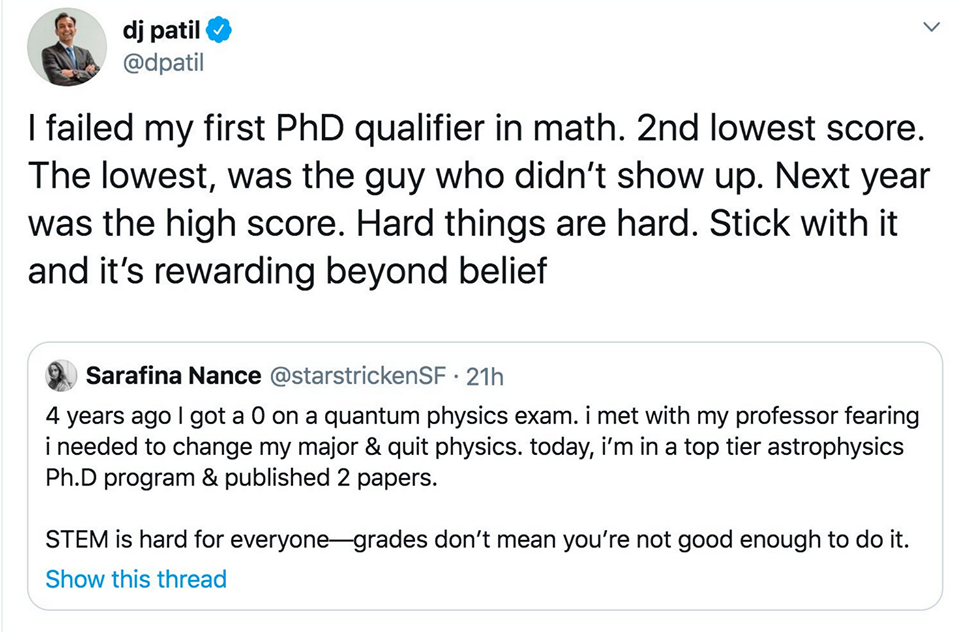 dj patil
@dpatil
I failed my first PhD qualifier in math. 2nd lowest score.
The lowest, was the guy who didn’t show up. Next year
was the high score. Hard things are hard. Stick with it
and it’s rewarding beyond belief
Sarafina Nance @starstrickenSF · 21h
4 years ago I got a 0 on a quantum physics exam. i met with my professor fearing
i needed to change my major & quit physics. today, i’m in a top tier astrophysics
Ph.D program & published 2 papers.
STEM is hard for everyone—grades don’t mean you’re not good enough to do it.
Show this thread